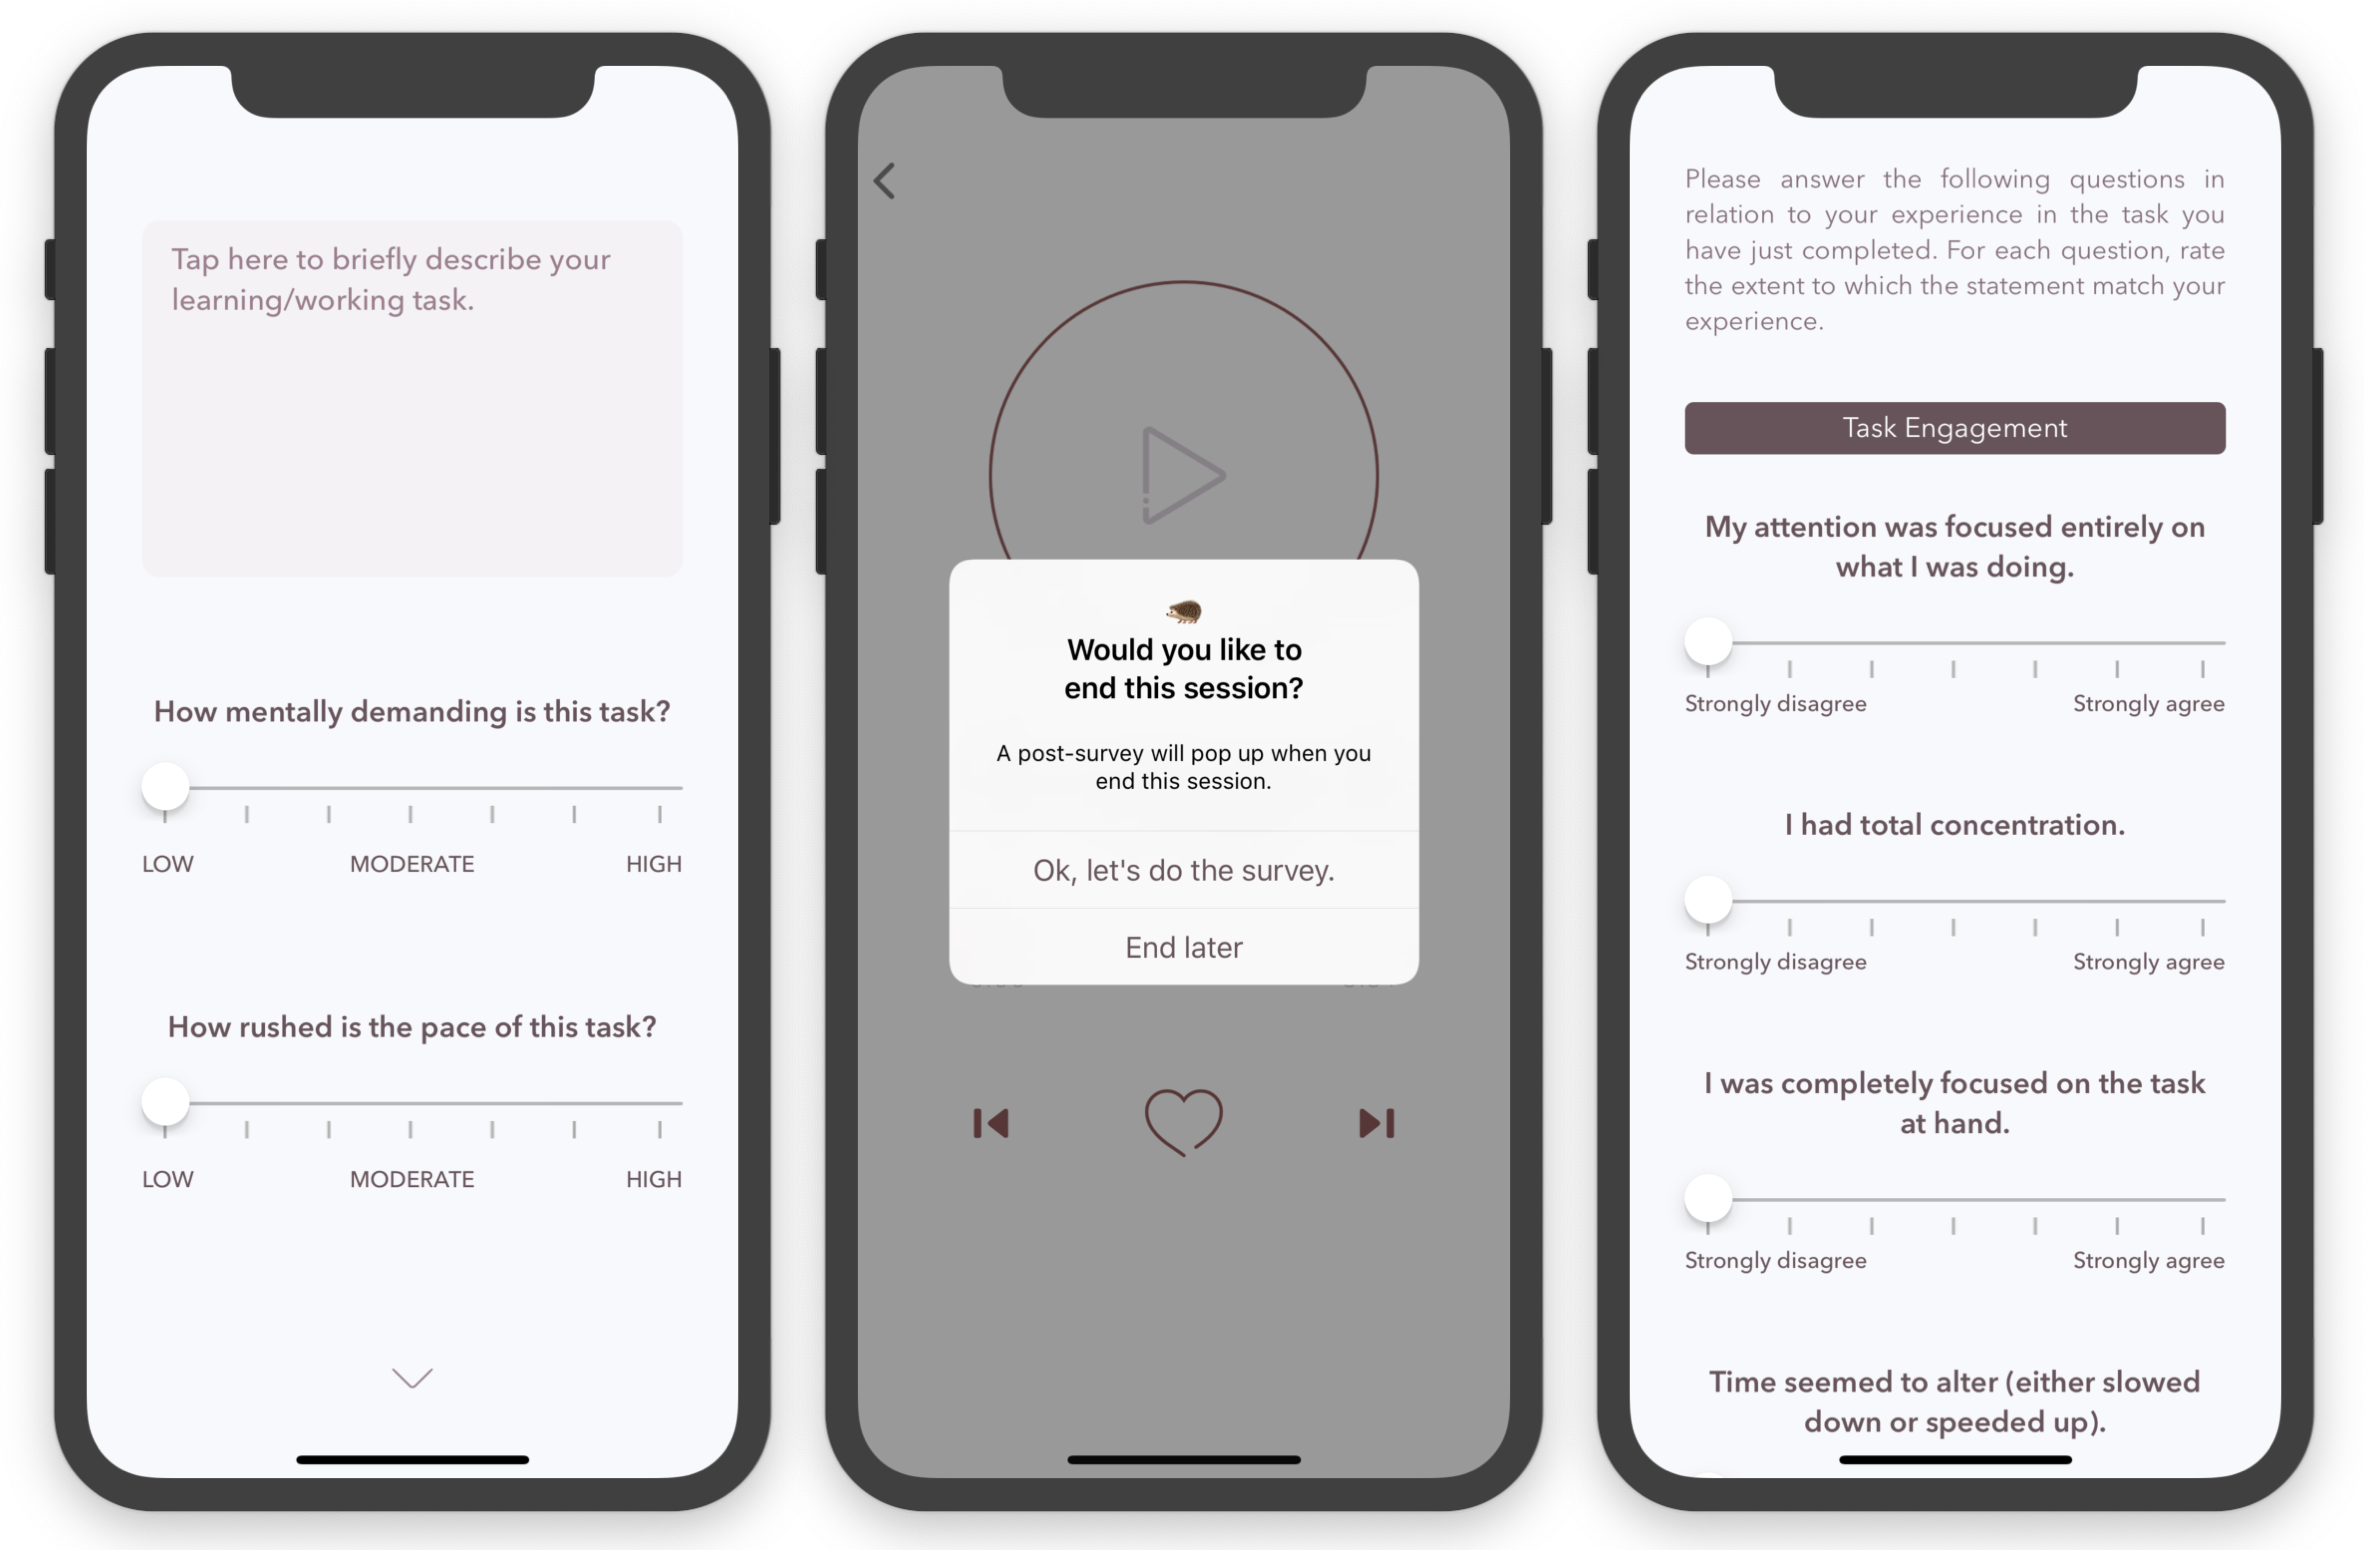 Tap here to briefly describe your
learning/working task.
How mentally demanding is this task?
LOW MODERATE HIGH
How rushed is the pace of this task?
LOW MODERATE HIGH
Would you like to
end this session?
A post-survey will pop up when you
end this session.
Ok, let's do the survey.
End later
Please answer the following questions in
relation to your experience in the task you
have just completed. For each question, rate
the extent to which the statement match your
experience.
Task Engagement
My attention was focused entirely on
what I was doing.
Strongly disagree Strongly agree
I had total concentration.
Strongly disagree Strongly agree
I was completely focused on the task
at hand.
Strongly disagree Strongly agree
Time seemed to alter (either slowed
down or speeded up).